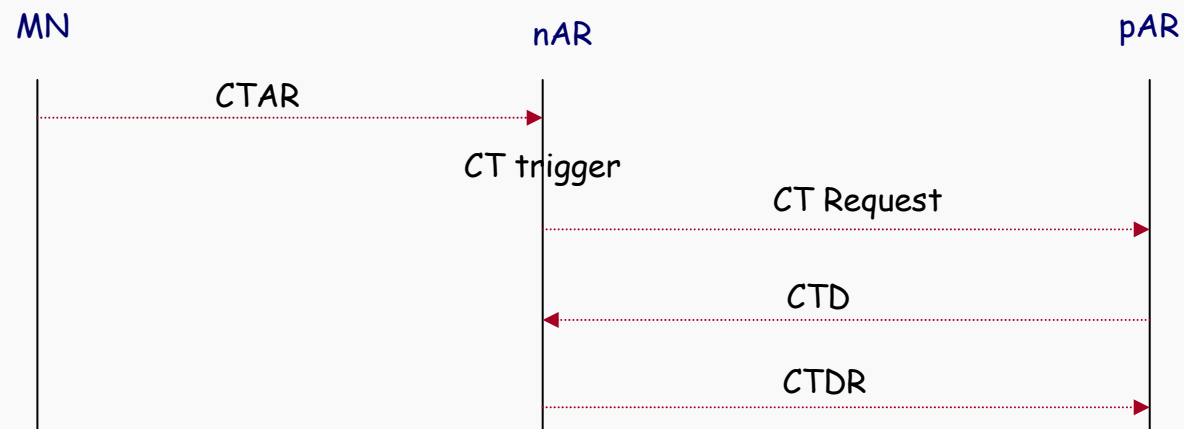 MN
nAR
pAR
CTAR
CT trigger
CT Request
CTD
CTDR